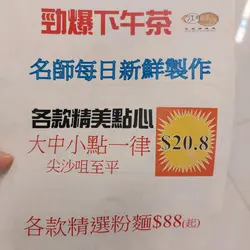 勁爆下午茶
名師每日新鮮製作
各款精美點心
大中小點一律
尖沙咀至平
$20.8
各款精選粉麵$88(起)